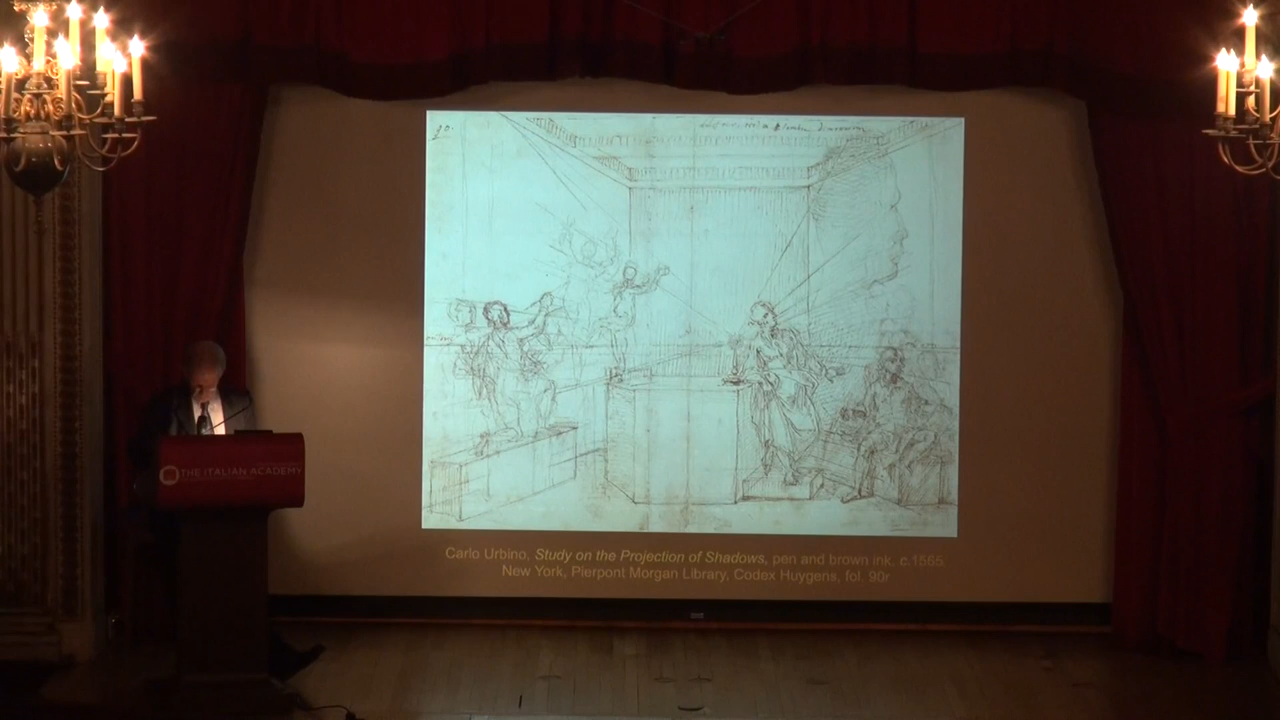 90.
THE ITALIAN ACADEMY
Carlo Urbino, Study on the Projection of Shadows, pen and brown ink, c.1565
New York, Pierpont Morgan Library, Codex Huygens, fol. 90r